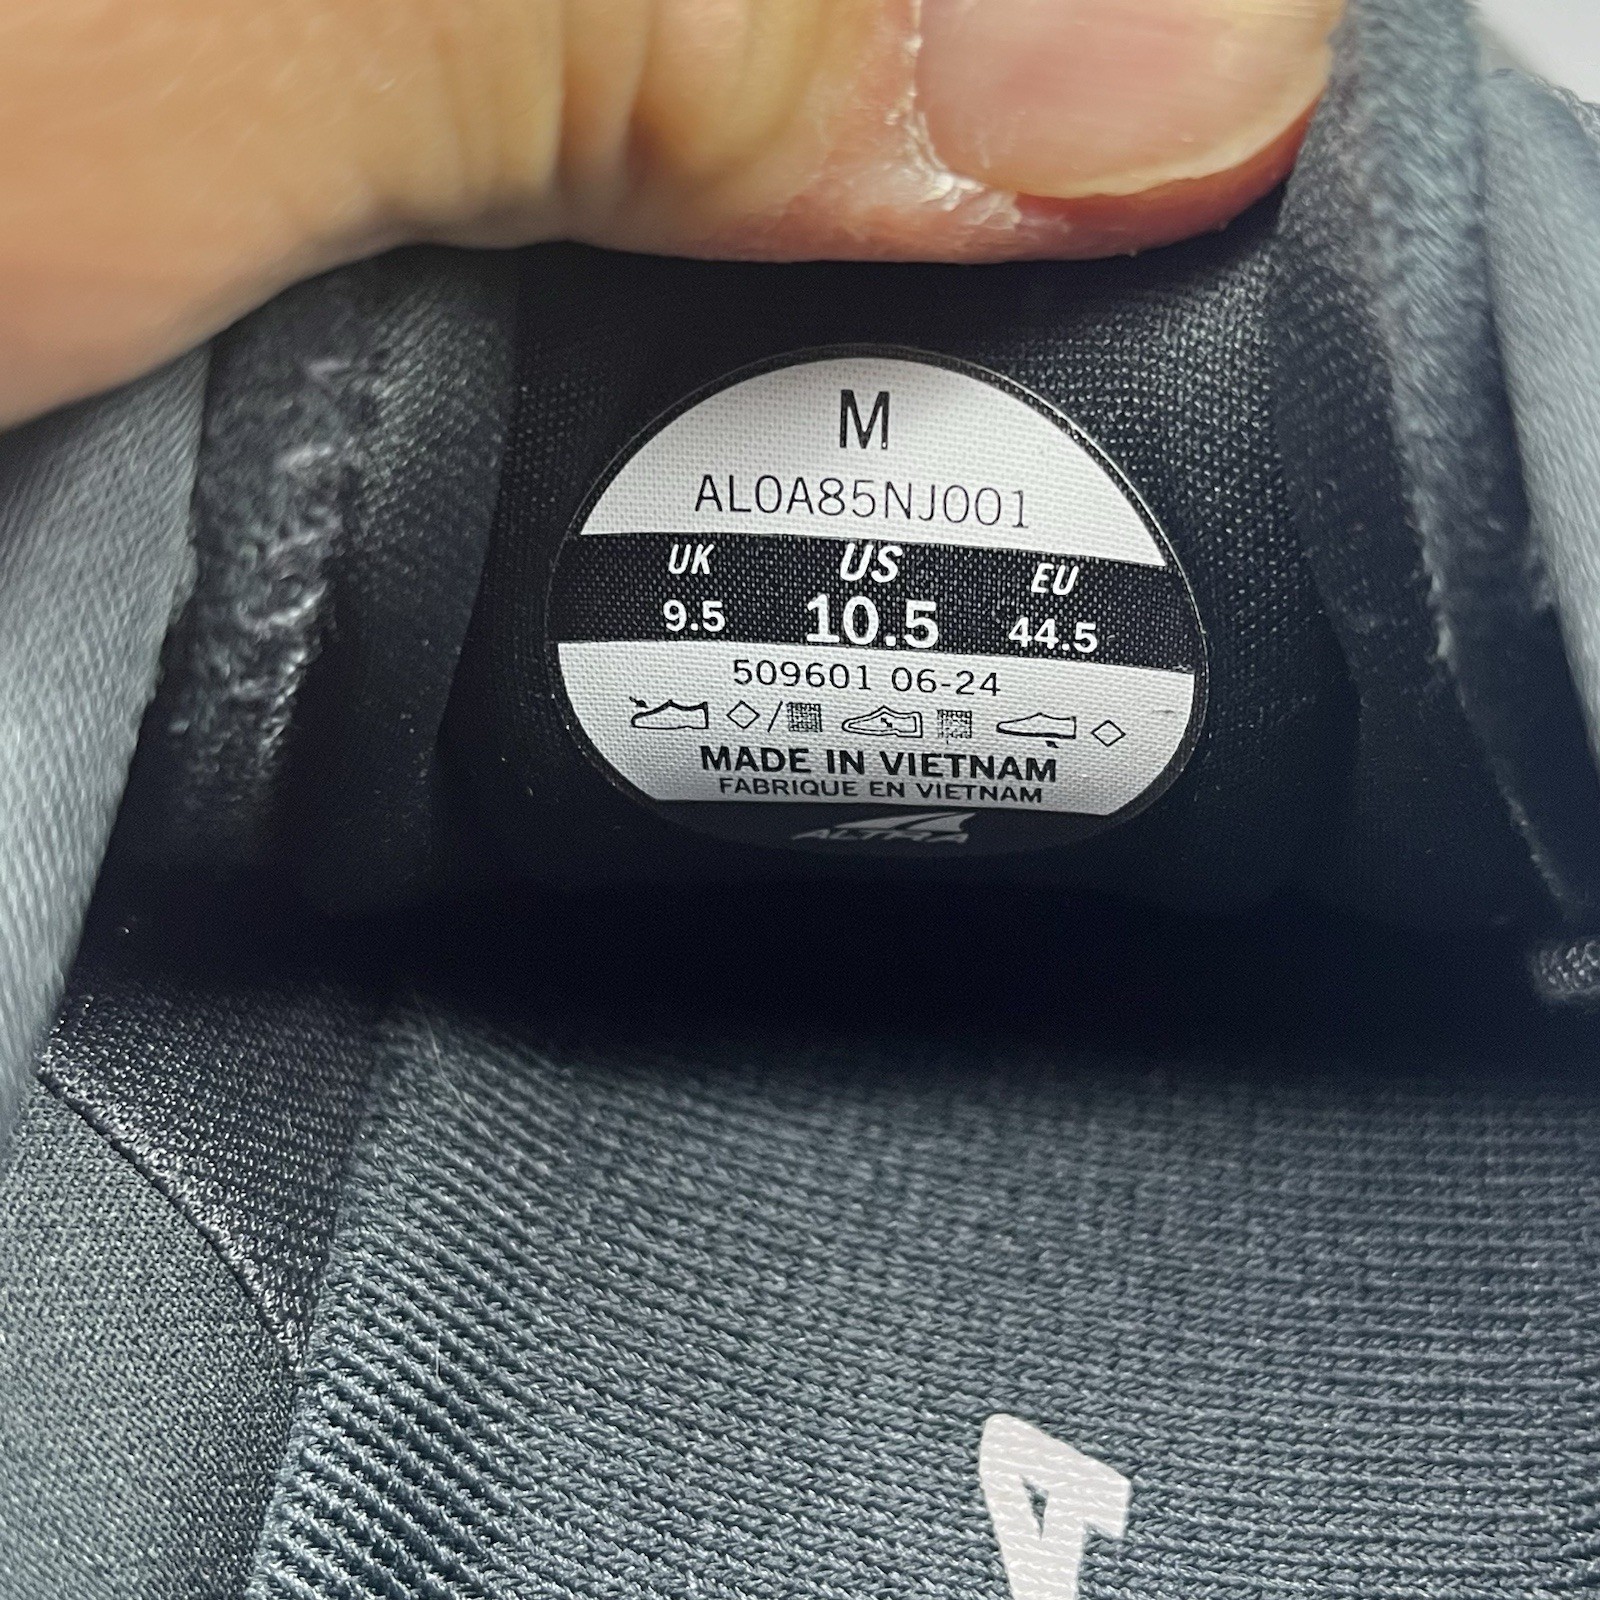 M
AL0A85NJ001
UK US EU
9.5 10.5 44.5
509601 06-24
MADE IN VIETNAM
FABRIQUE EN VIETNAM
ALTRA